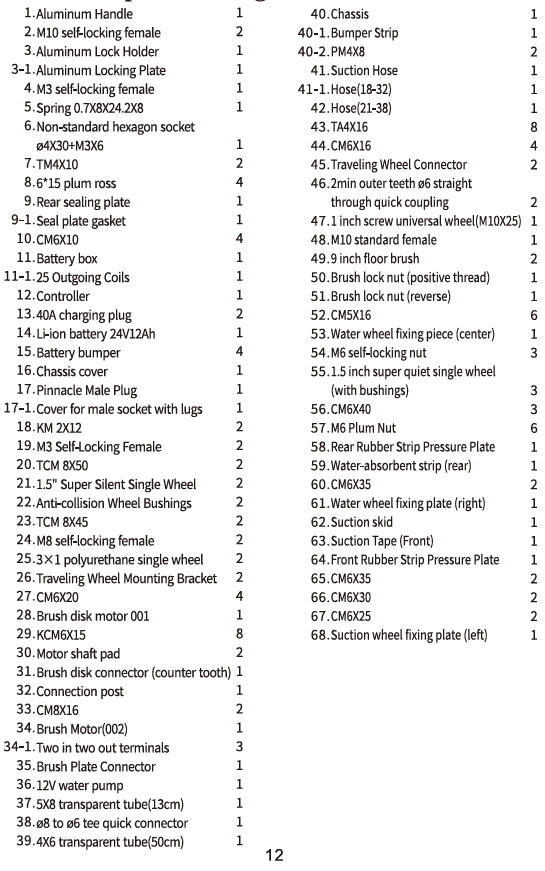 1.Aluminum Handle 1
2.M10 self-locking female 2
3.Aluminum Lock Holder 1
3-1.Aluminum Locking Plate 1
4.M3 self-locking female 1
5.Spring 0.7X8X24.2X8 1
6.Non-standard hexagon socket
ø4X30+M3X6 1
7.TM4X10 2
8.6*15 plum ross 4
9.Rear sealing plate 1
9-1.Seal plate gasket 1
10.CM6X10 4
11.Battery box 1
11-1.25 Outgoing Coils 1
12.Controller 1
13.40A charging plug 2
14.Li-ion battery 24V12Ah 1
15.Battery bumper 4
16.Chassis cover 1
17.Pinnacle Male Plug 1
17-1.Cover for male socket with lugs 1
18.KM 2X12 2
19.M3 Self-Locking Female 2
20.TCM 8X50 2
21.1.5" Super Silent Single Wheel 2
22.Anti-collision Wheel Bushings 2
23.TCM 8X45 2
24.M8 self-locking female 2
25.3×1 polyurethane single wheel 2
26.Traveling Wheel Mounting Bracket 2
27.CM6X20 4
28.Brush disk motor 001 1
29.KCM6X15 8
30.Motor shaft pad 2
31.Brush disk connector (counter tooth) 1
32.Connection post 1
33.CM8X16 2
34.Brush Motor(002) 1
34-1.Two in two out terminals 3
35.Brush Plate Connector 1
36.12V water pump 1
37.5X8 transparent tube(13cm) 1
38.ø8 to ø6 tee quick connector 1
39.4X6 transparent tube(50cm) 1
40.Chassis 1
40-1.Bumper Strip 1
40-2.PM4X8 2
41.Suction Hose 1
41-1.Hose(18-32) 1
42.Hose(21-38) 1
43.TA4X16 8
44.CM6X16 4
45.Traveling Wheel Connector 2
46.2min outer teeth ø6 straight
through quick coupling 2
47.1 inch screw universal wheel(M10X25) 1
48.M10 standard female 1
49.9 inch floor brush 2
50.Brush lock nut (positive thread) 1
51.Brush lock nut (reverse) 1
52.CM5X16 6
53.Water wheel fixing piece (center) 1
54.M6 self-locking nut 3
55.1.5 inch super quiet single wheel
(with bushings) 3
56.CM6X40 3
57.M6 Plum Nut 6
58.Rear Rubber Strip Pressure Plate 1
59.Water-absorbent strip (rear) 1
60.CM6X35 2
61.Water wheel fixing plate (right) 1
62.Suction skid 1
63.Suction Tape (Front) 1
64.Front Rubber Strip Pressure Plate 1
65.CM6X35 2
66.CM6X30 2
67.CM6X25 2
68.Suction wheel fixing plate (left) 1
12